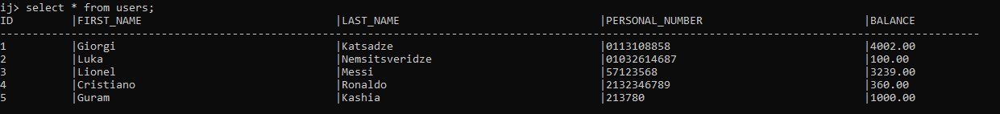 ij> select * from users;
ID |FIRST_NAME |LAST_NAME |PERSONAL_NUMBER |BALANCE
------------------------------------------------------------------------------------------------------------------------------------------------------
1 |Giorgi |Katsadze |0113108858 |4002.00
2 |Luka |Nemsitsveridze |01032614687 |100.00
3 |Lionel |Messi |57123568 |3239.00
4 |Cristiano |Ronaldo |2132346789 |360.00
5 |Guram |Kashia |213780 |1000.00